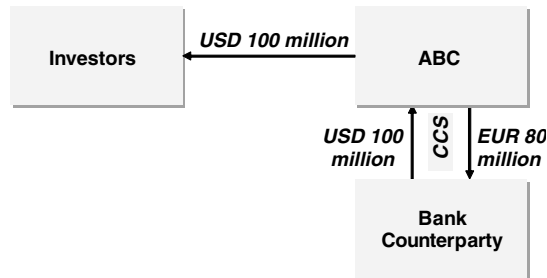 USD 100 million
Investors
ABC
USD 100
million
CCS
EUR 80
million
Bank
Counterparty